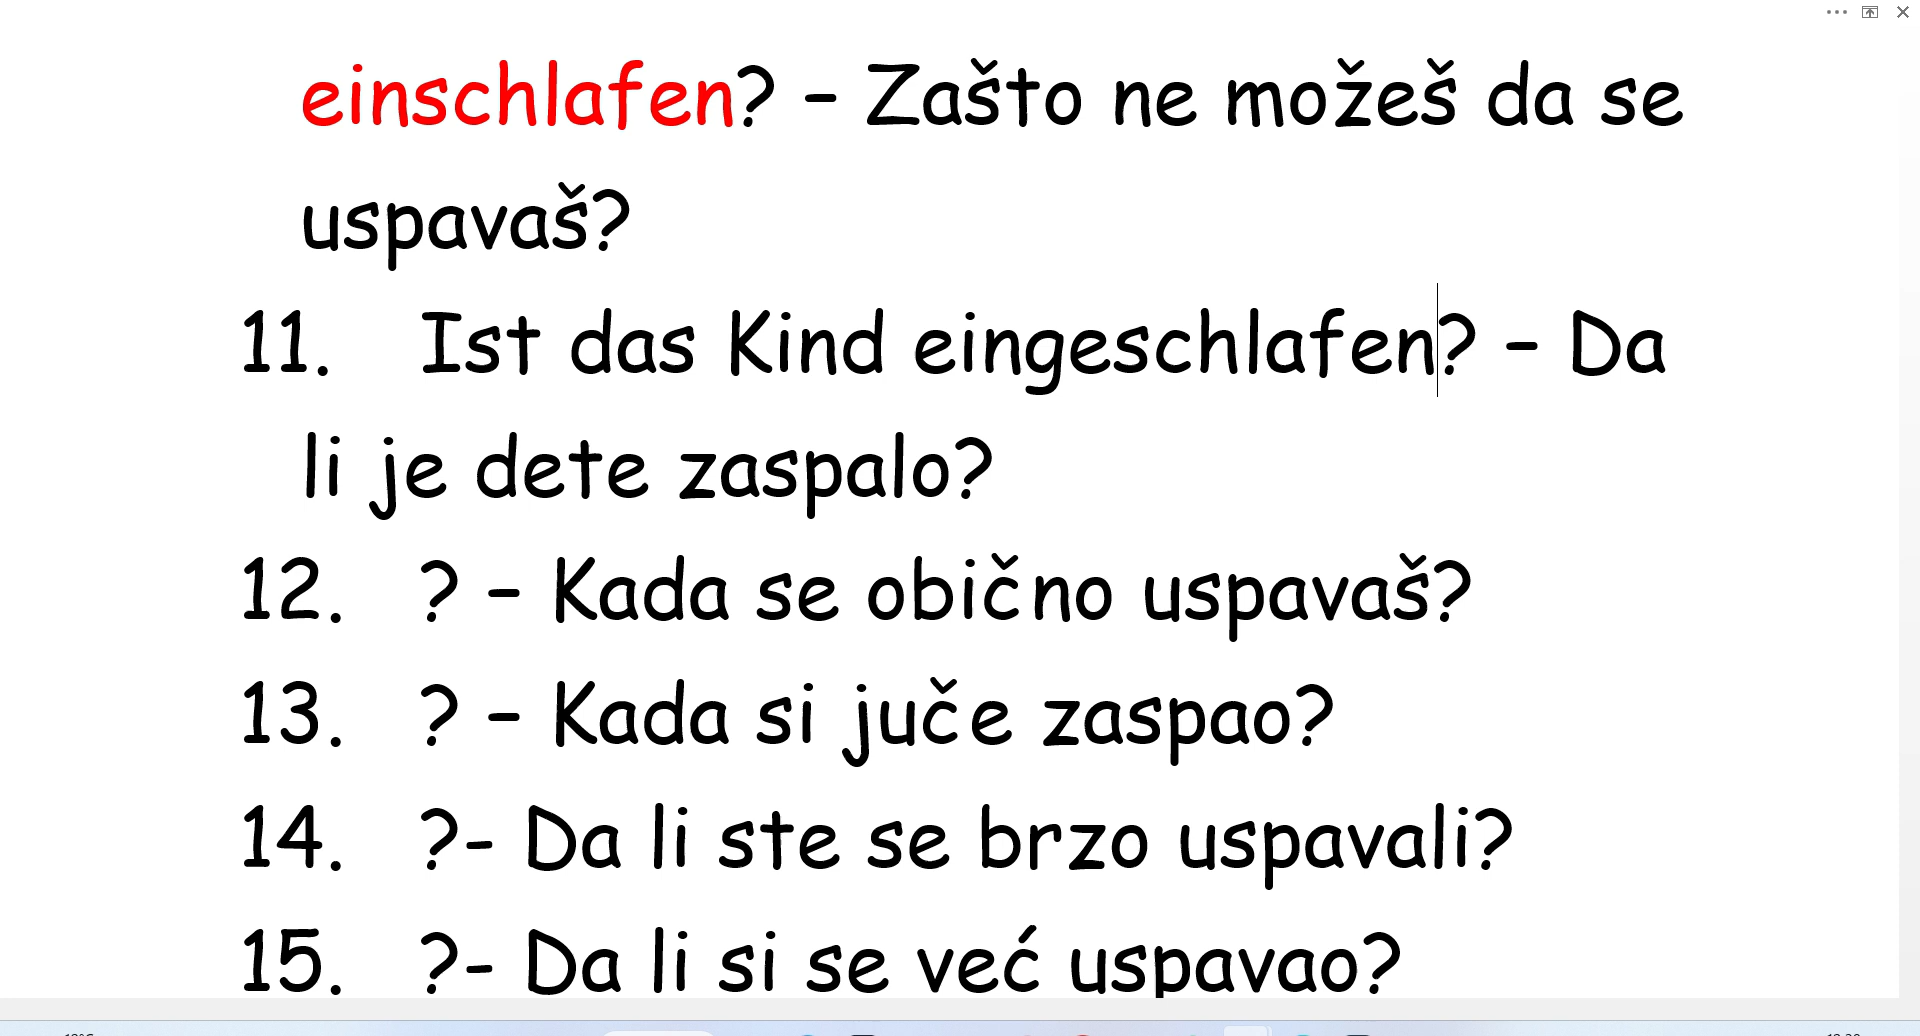 einschlafen? – Zašto ne možeš da se
uspavaš?
11. Ist das Kind eingeschlafen? – Da
li je dete zaspalo?
12. ? – Kada se obično uspavaš?
13. ? – Kada si juče zaspao?
14. ?- Da li ste se brzo uspavali?
15. ?- Da li si se već uspavao?